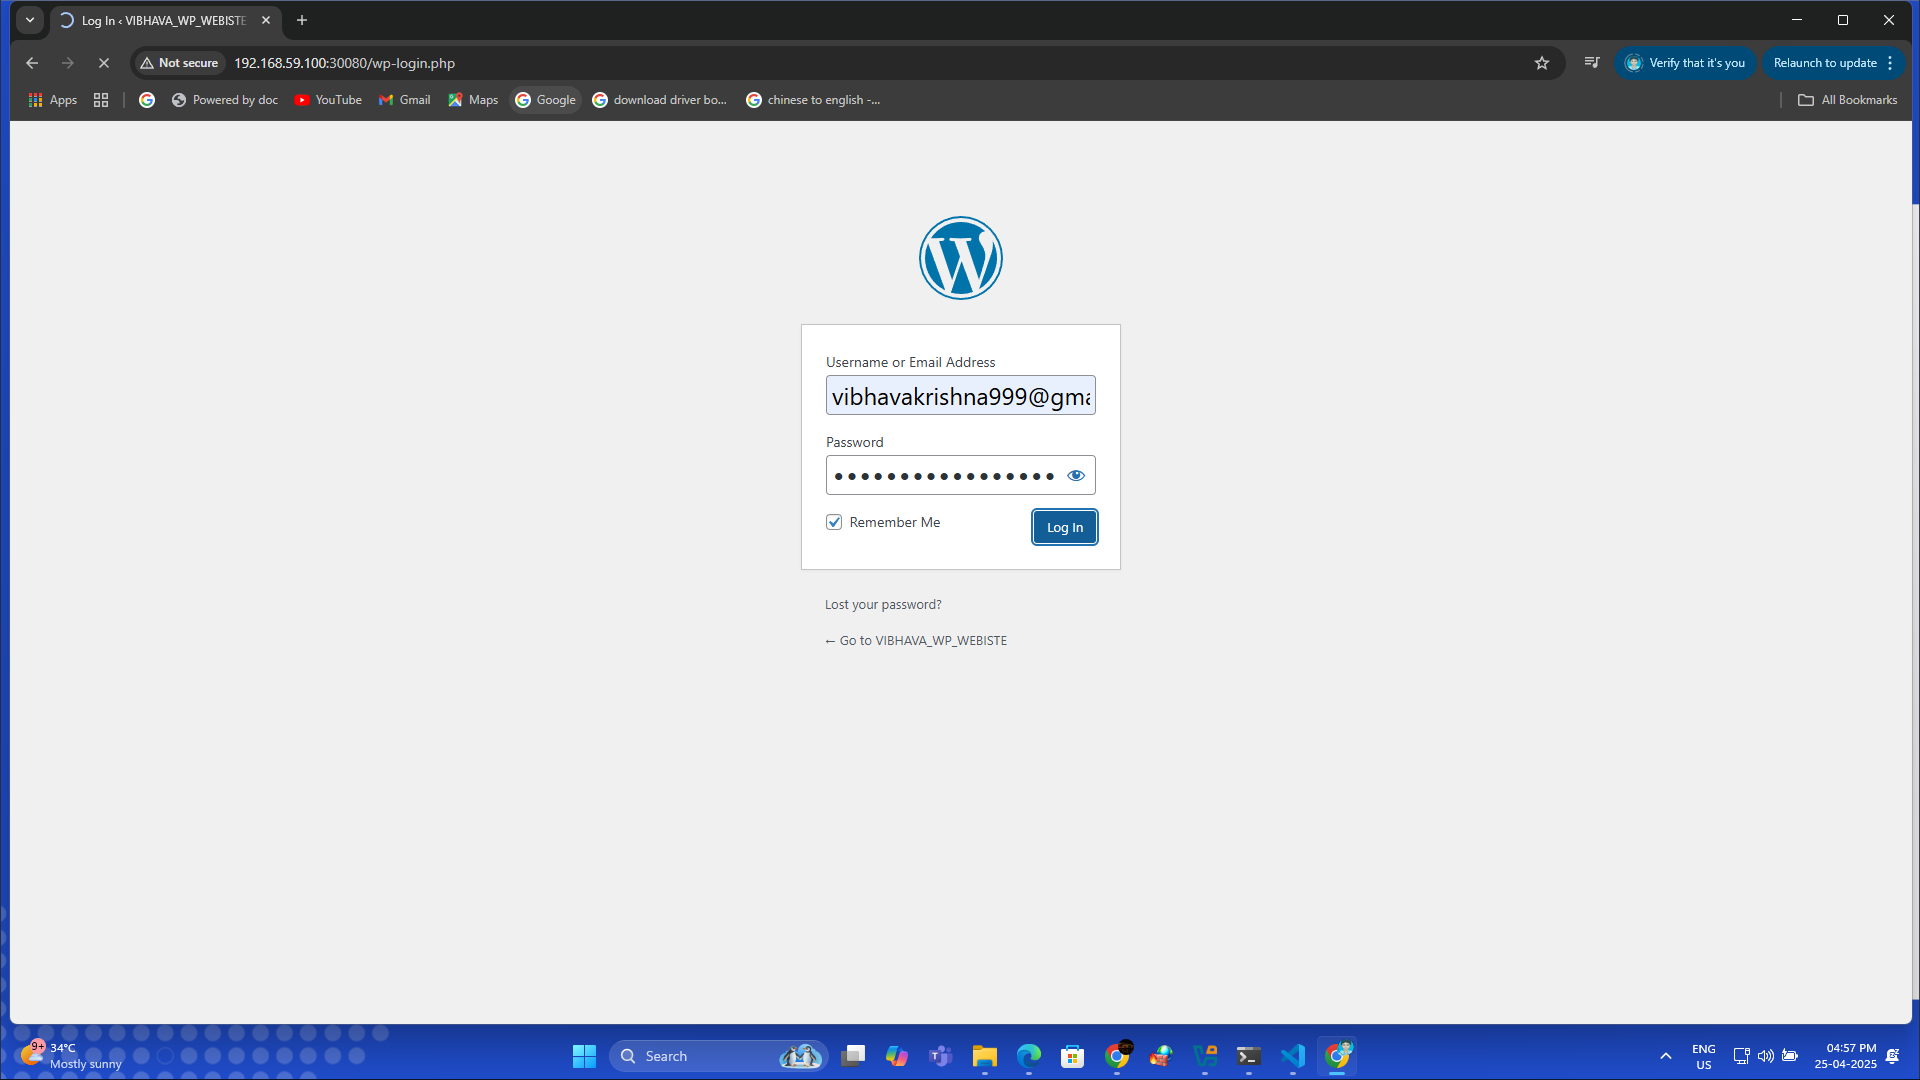 Log In ‹ VIBHAVA_WP_WEBISTE
Not secure
192.168.59.100:30080/wp-login.php
Verify that it's you
Relaunch to update
Apps
Powered by doc
YouTube
Gmail
Maps
Google
download driver bo...
chinese to english -...
All Bookmarks
Username or Email Address
vibhavakrishna999@gma
Password
Remember Me
Log In
Lost your password?
← Go to VIBHAVA_WP_WEBISTE
9+
34°C
Mostly sunny
Search
ENG
US
04:57 PM
25-04-2025